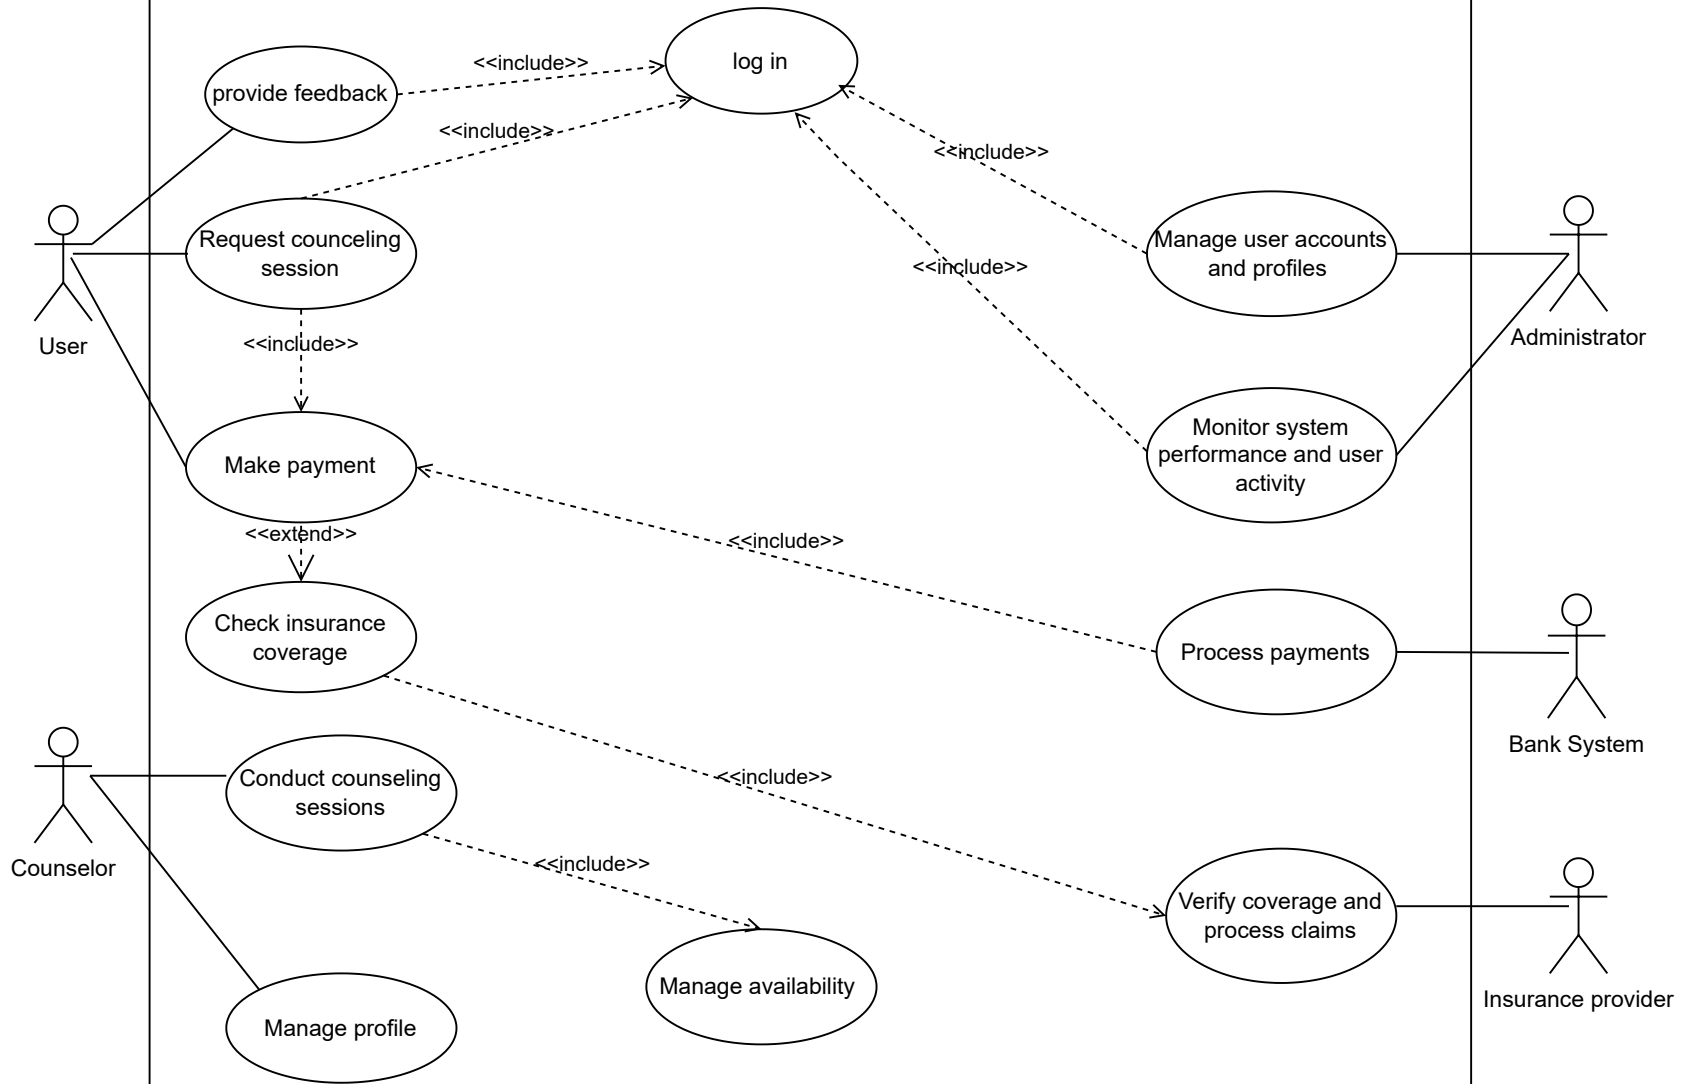 log in
<<include>>
provide feedback
<<include>>
<<include>>
Request counceling
session
Manage user accounts
and profiles
<<include>>
User
<<include>>
Administrator
Monitor system
performance and user
activity
Make payment
<<extend>>
<<include>>
Check insurance
coverage
Process payments
Bank System
Conduct counseling
sessions
<<include>>
Counselor
<<include>>
Verify coverage and
process claims
Manage availability
Insurance provider
Manage profile